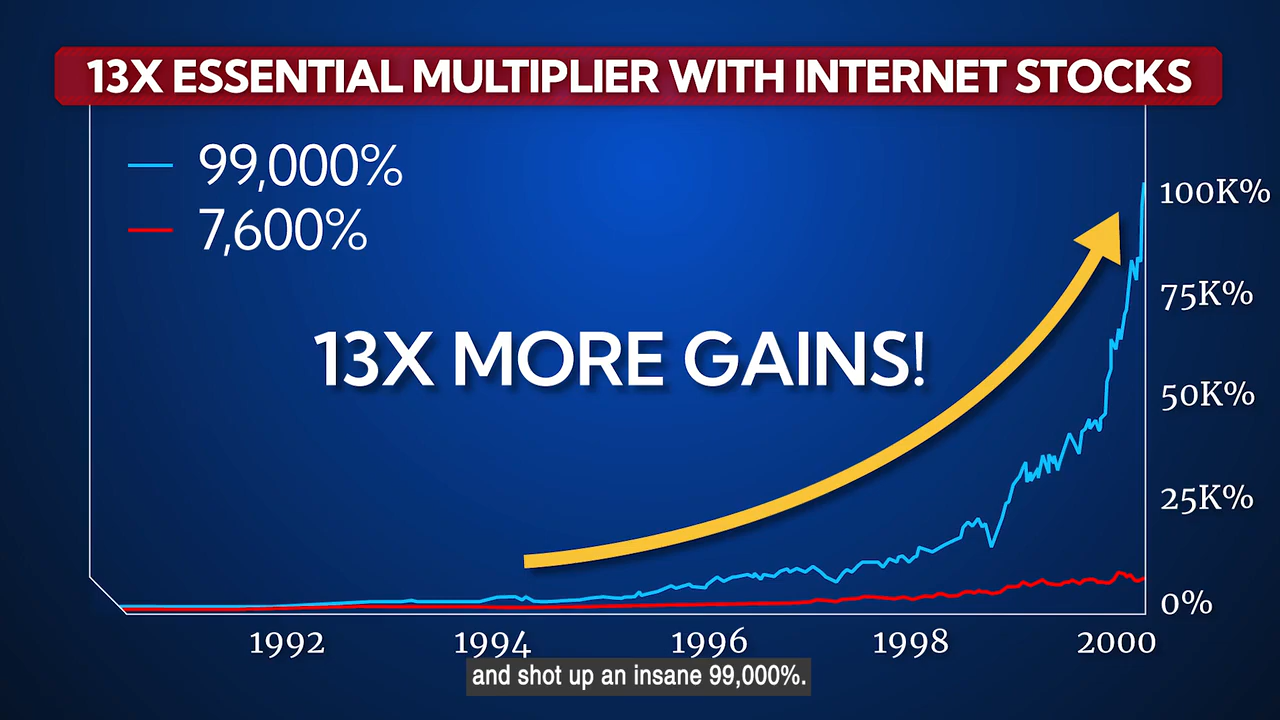 13X ESSENTIAL MULTIPLIER WITH INTERNET STOCKS
99,000%
7,600%
13X MORE GAINS!
100K%
75K%
50K%
25K%
0%
1992 1994 1996 1998 2000
and shot up an insane 99,000%.